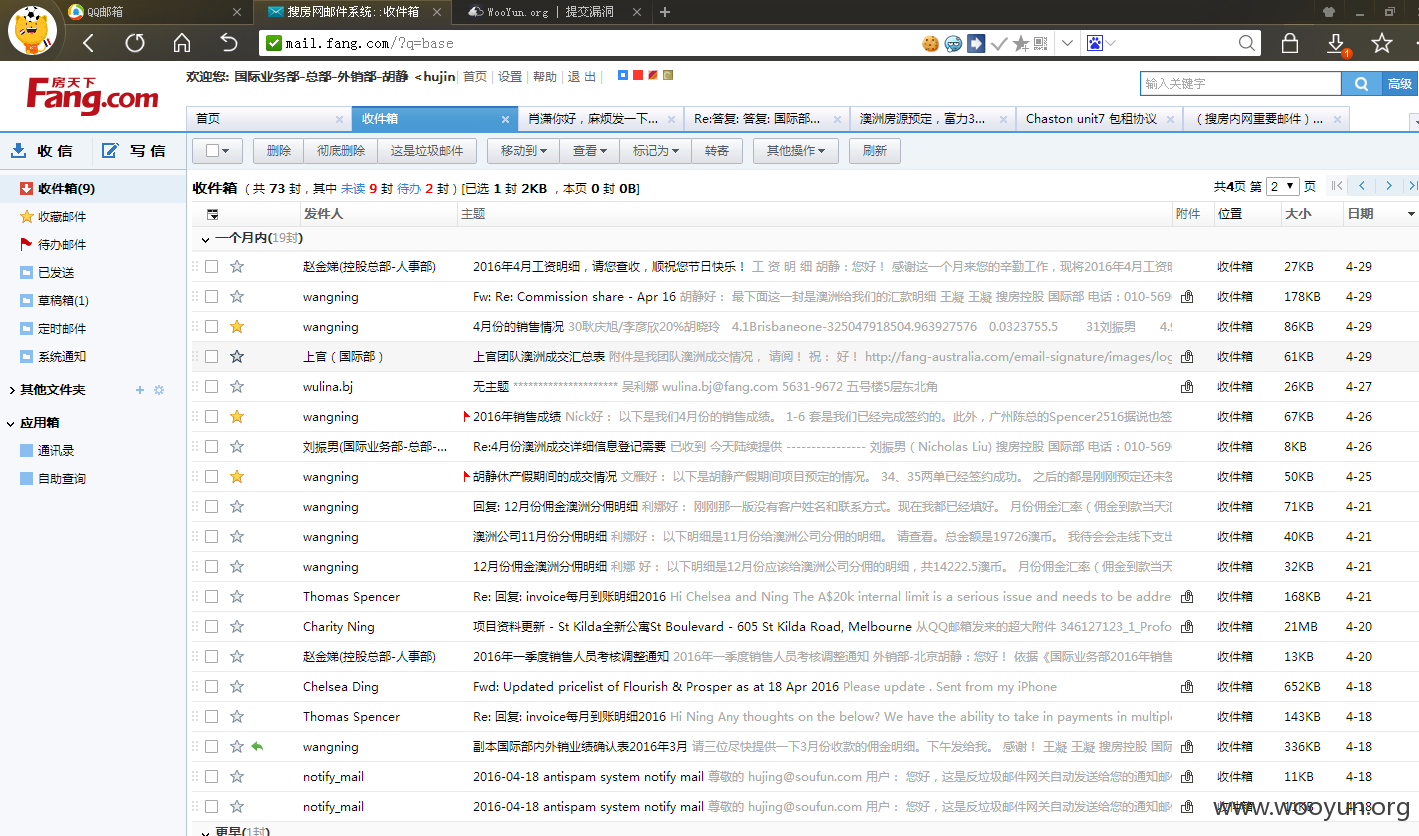 QQ邮箱
搜房网邮件系统::收件箱
WooYun.org | 提交漏洞
mail.fang.com/?q=base
1
房天下
Fang.com
欢迎您: 国际业务部-总部-外销部-胡静 <hujin| 首页 | 设置 | 帮助 | 退 出 |
输入关键字
高级
首页
收件箱
肖潇你好，麻烦发一下...
Re:答复: 答复: 国际部...
澳洲房源预定，富力3...
Chaston unit7 包租协议
（搜房内网重要邮件）...
收 信
写 信
删除
彻底删除
这是垃圾邮件
移动到
查看
标记为
转寄
其他操作
刷新
收件箱(9)
收藏邮件
待办邮件
已发送
草稿箱(1)
定时邮件
系统通知
其他文件夹
应用箱
通讯录
自助查询
收件箱 （ 共 73 封，其中 未读 9 封 待办 2 封 ）[已选 1 封 2KB ，本页 0 封 0B]
共4页 第 2 页
发件人 主题 附件 位置 大小 日期
一个月内(19封)
赵金娣(控股总部-人事部) 2016年4月工资明细，请您查收，顺祝您节日快乐！ 工 资 明 细 胡静：您好！ 感谢这一个月来您的辛勤工作，现将2016年4月工资明 收件箱 27KB 4-29
wangning Fw: Re: Commission share - Apr 16 胡静好： 最下面这一封是澳洲给我们的汇款明细 王凝 王凝 搜房控股 国际部 电话：010-569 收件箱 178KB 4-29
wangning 4月份的销售情况 30耿庆旭/李彦欣20%胡晓玲 4.1Brisbaneone-325047918504.963927576 0.0323755.5 31刘振男 4.9 收件箱 86KB 4-29
上官（国际部） 上官团队澳洲成交汇总表 附件是我团队澳洲成交情况， 请阅！ 祝： 好！ http://fang-australia.com/email-signature/images/log 收件箱 61KB 4-29
wulina.bj 无主题 ********************* 吴利娜 wulina.bj@fang.com 5631-9672 五号楼5层东北角 收件箱 26KB 4-27
wangning 2016年销售成绩 Nick好： 以下是我们4月份的销售成绩。 1-6 套是我们已经完成签约的。此外，广州陈总的Spencer2516据说也签 收件箱 67KB 4-26
刘振男(国际业务部-总部-... Re:4月份澳洲成交详细信息登记需要 已收到 今天陆续提供 ---------------- 刘振男（ Nicholas Liu) 搜房控股 国际部 电话：010-569 收件箱 8KB 4-26
wangning 胡静休产假期间的成交情况 文雁好： 以下是胡静产假期间项目预定的情况。 34、35两单已经签约成功。 之后的都是刚刚预定还未签 收件箱 50KB 4-25
wangning 回复: 12月份佣金澳洲分佣明细 利娜好： 刚刚那一版没有客户姓名和联系方式。现在我都已经填好。 月份佣金汇率（ 佣金到款当天汇 收件箱 71KB 4-21
wangning 澳洲公司11月份分佣明细 利娜好： 以下明细是11月份给澳洲公司分佣的明细。 请查看。总金额是19726澳币。 我待会会走线下支出 收件箱 40KB 4-21
wangning 12月份佣金澳洲分佣明细 利娜 好： 以下明细是12月份应该给澳洲公司分佣的明细，共14222.5澳币。 月份佣金汇率（ 佣金到款当天 收件箱 32KB 4-21
Thomas Spencer Re: 回复: invoice每月到账明细2016 Hi Chelsea and Ning The A$20k internal limit is a serious issue and needs to be addre 收件箱 168KB 4-21
Charity Ning 项目资料更新 - St Kilda全新公寓St Boulevard - 605 St Kilda Road, Melbourne 从QQ邮箱发来的超大附件 346127123_1_Profo 收件箱 21MB 4-20
赵金娣(控股总部-人事部) 2016年一季度销售人员考核调整通知 2016年一季度销售人员考核调整通知 外销部-北京胡静：您好！ 依据《国际业务部2016年销售 收件箱 13KB 4-20
Chelsea Ding Fwd: Updated pricelist of Flourish & Prosper as at 18 Apr 2016 Please update . Sent from my iPhone 收件箱 652KB 4-18
Thomas Spencer Re: 回复: invoice每月到账明细2016 Hi Ning Any thoughts on the below? We have the ability to take in payments in multiple 收件箱 143KB 4-18
wangning 副本国际部内外销业绩确认表2016年3月 请三位尽快提供一下3月份收款的佣金明细。下午发给我。 感谢！ 王凝 王凝 搜房控股 国际 收件箱 336KB 4-18
notify_mail 2016-04-18 antispam system notify mail 尊敬的 hujing@soufun.com 用户： 您好，这是反垃圾邮件网关自动发送给您的通知邮 收件箱 11KB 4-18
notify_mail 2016-04-18 antispam system notify mail 尊敬的 hujing@soufun.com 用户： 您好，这是反垃圾邮件网关自动发送给您的通知邮 收件箱 11KB 4-18
www.wooyun.org
更早(1封)